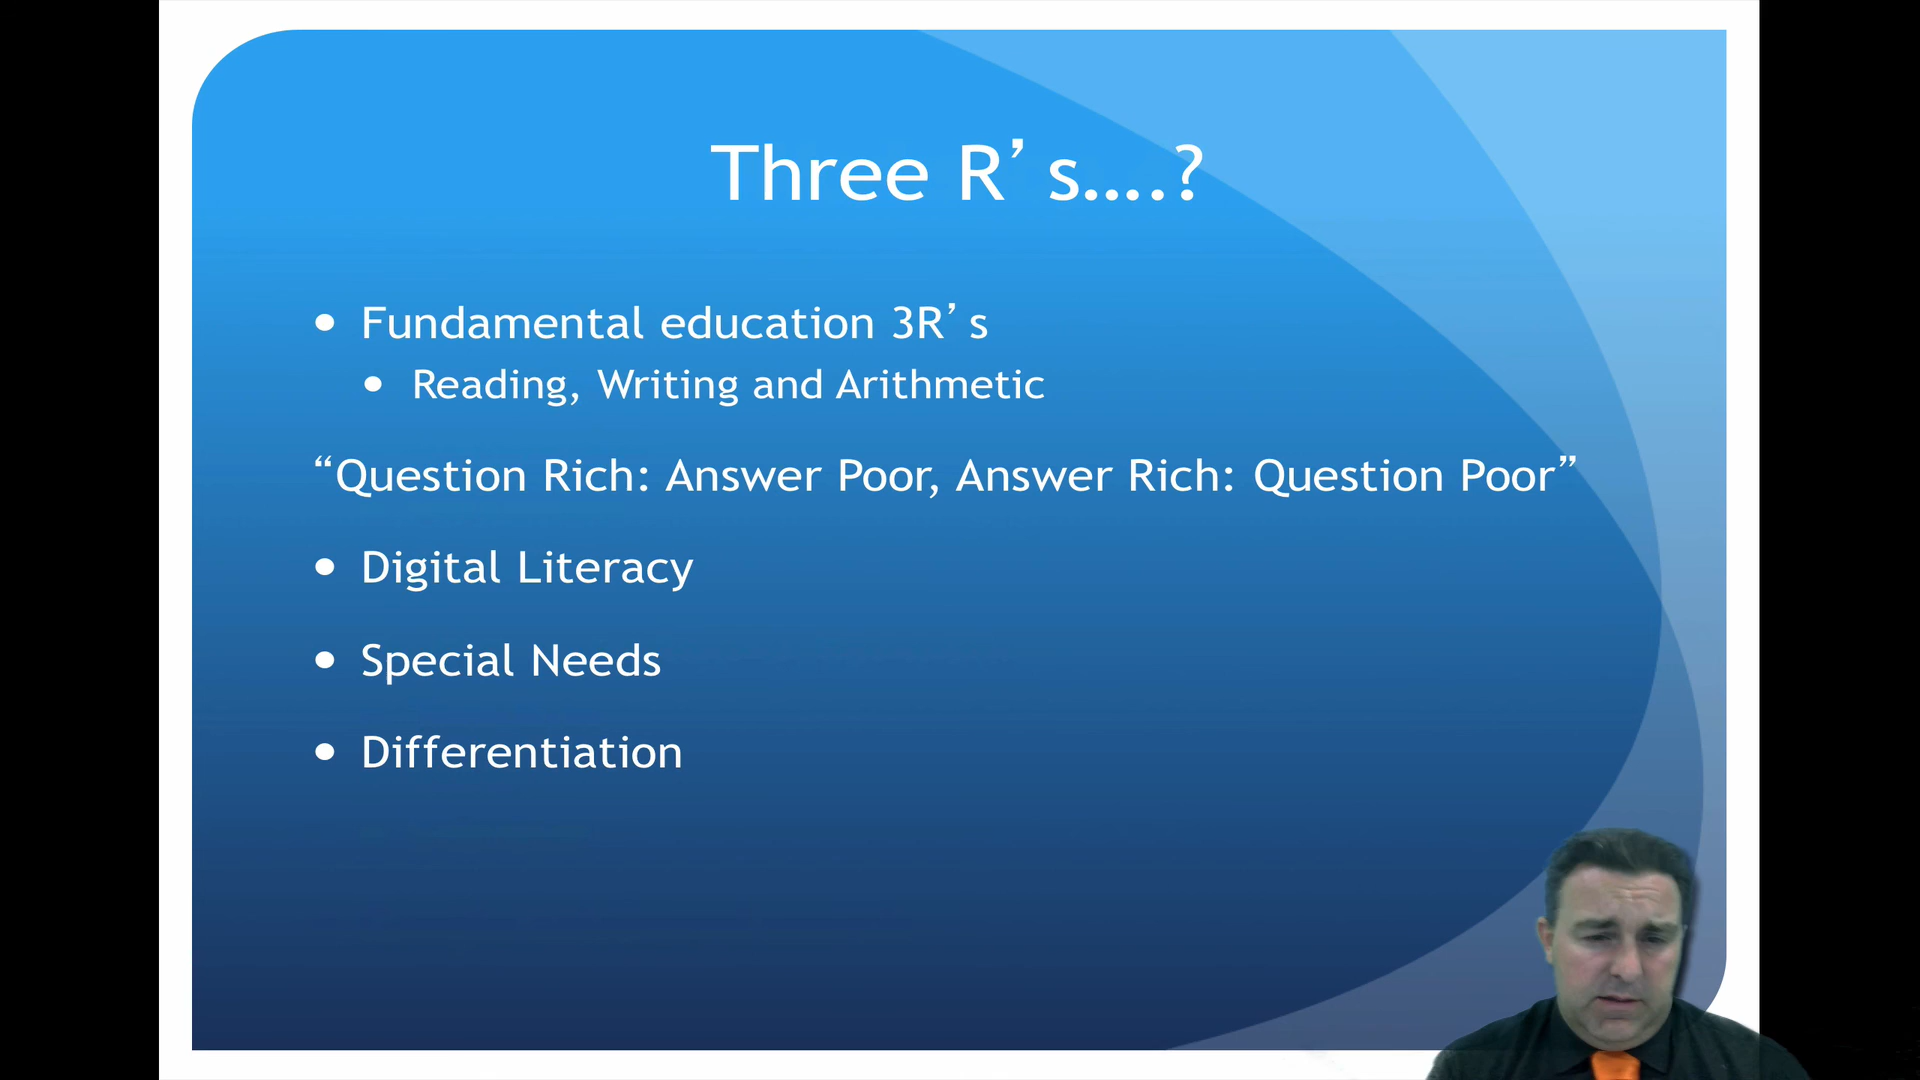 Three R’s….?
• Fundamental education 3R’s
• Reading, Writing and Arithmetic
“Question Rich: Answer Poor, Answer Rich: Question Poor”
• Digital Literacy
• Special Needs
• Differentiation